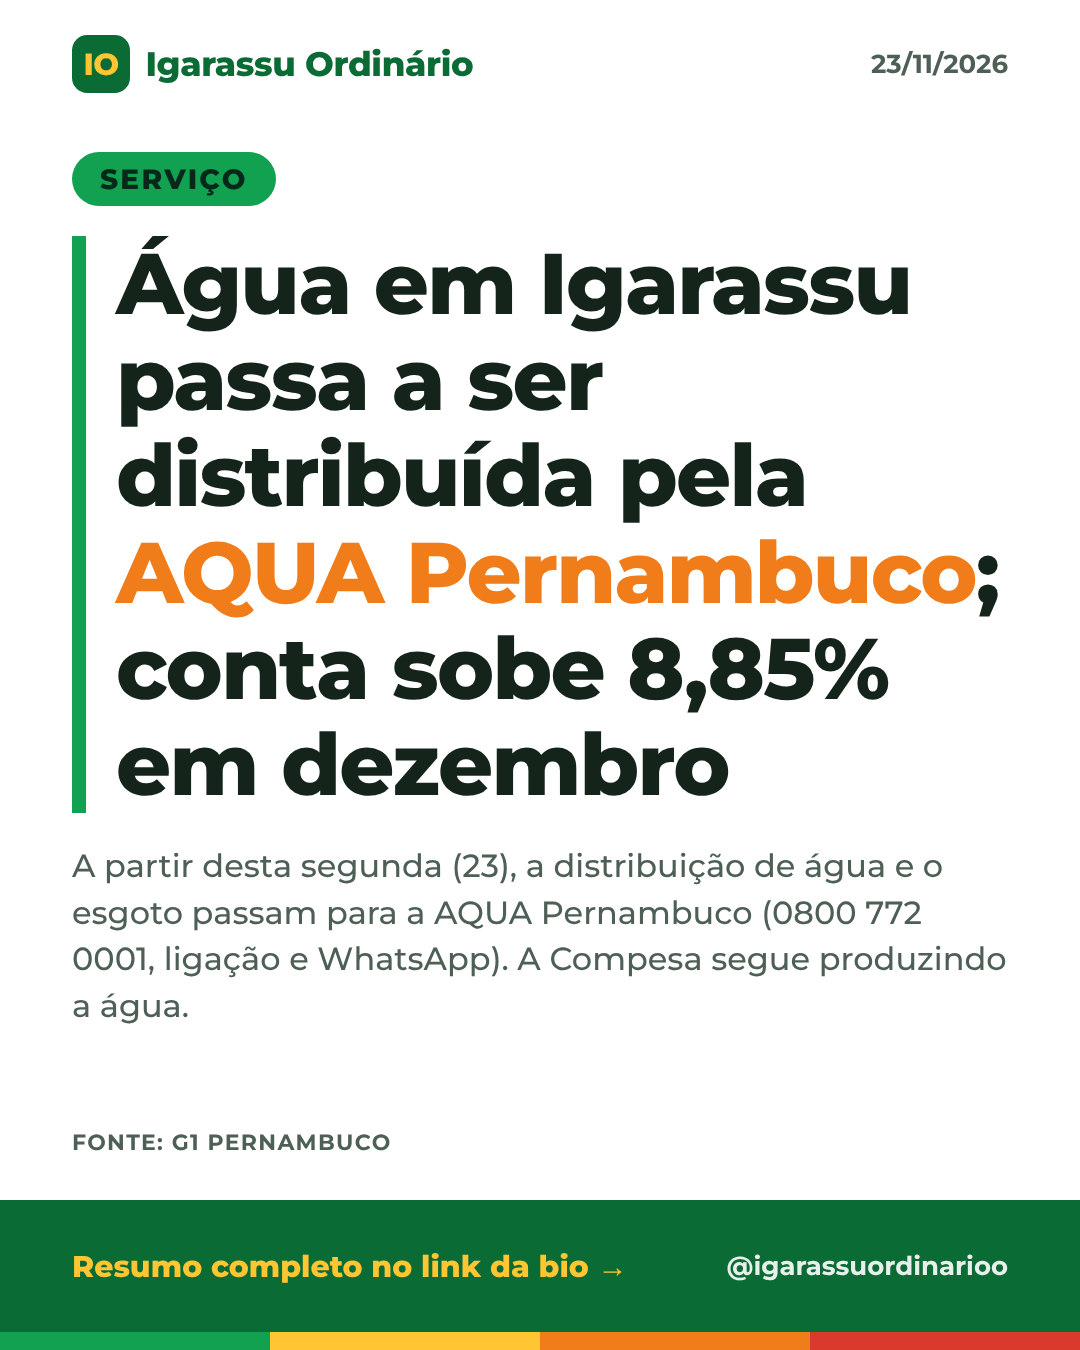 IO Igarassu Ordinário
23/11/2026
SERVIÇO
Água em Igarassu
passa a ser
distribuída pela
AQUA Pernambuco;
conta sobe 8,85%
em dezembro
A partir desta segunda (23), a distribuição de água e o
esgoto passam para a AQUA Pernambuco (0800 772
0001, ligação e WhatsApp). A Compesa segue produzindo
a água.
FONTE: G1 PERNAMBUCO
Resumo completo no link da bio →
@igarassuordinarioo